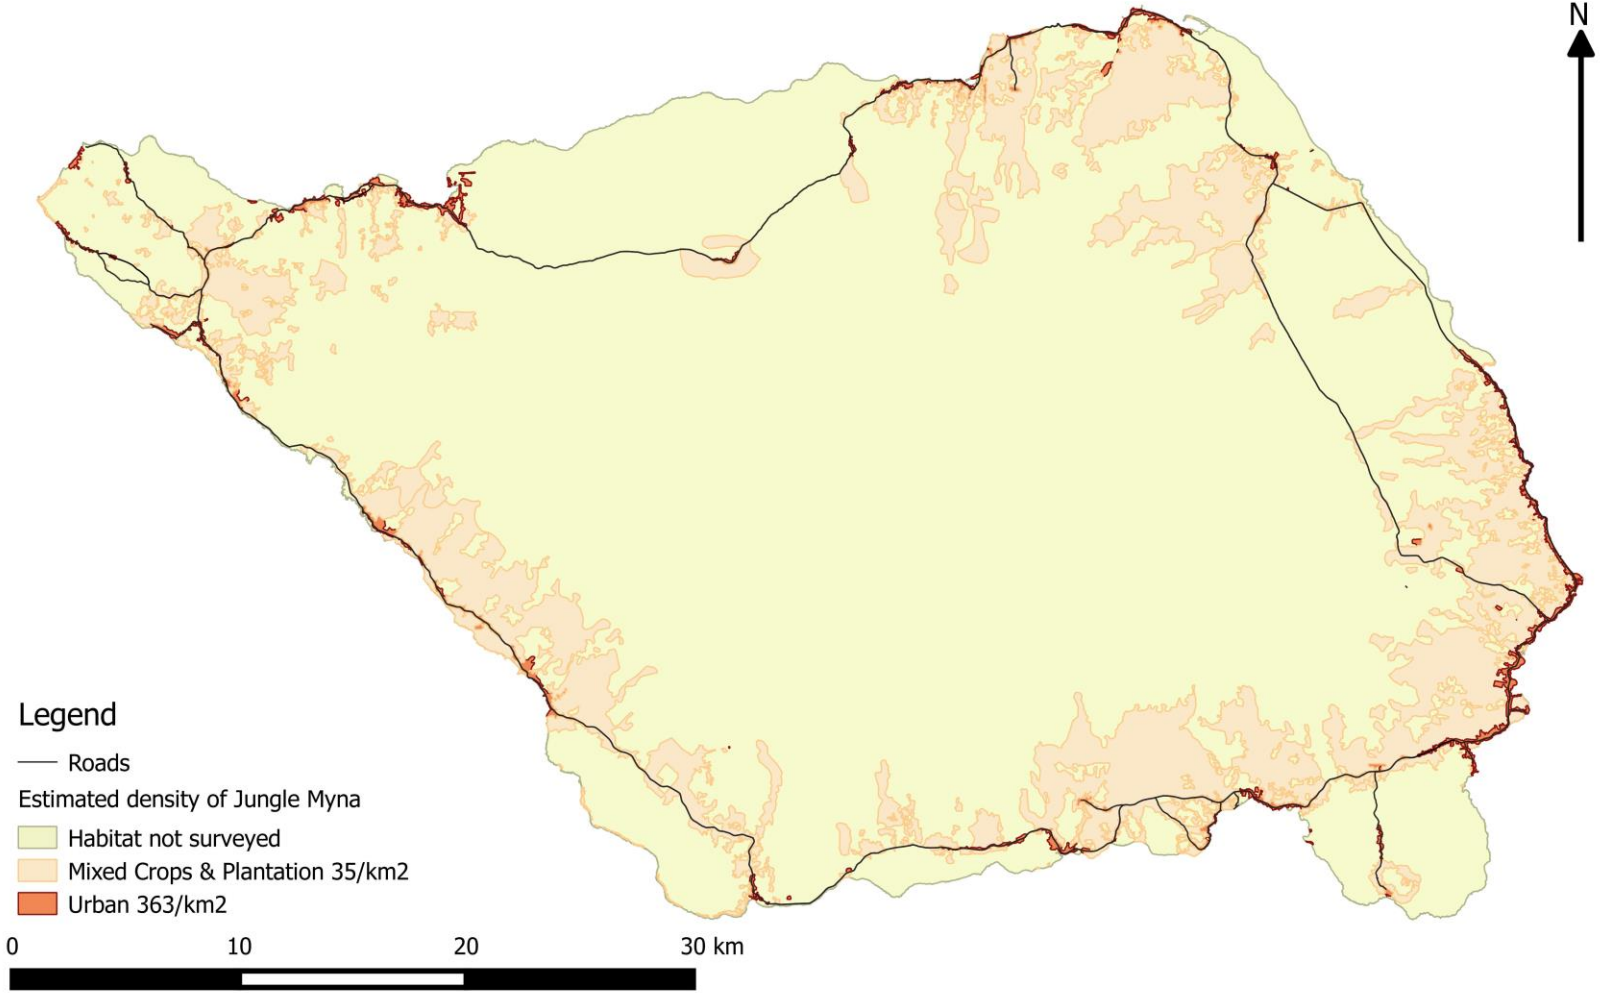 N
Legend
Roads
Estimated density of Jungle Myna
Habitat not surveyed
Mixed Crops & Plantation 35/km2
Urban 363/km2
0 10 20 30 km